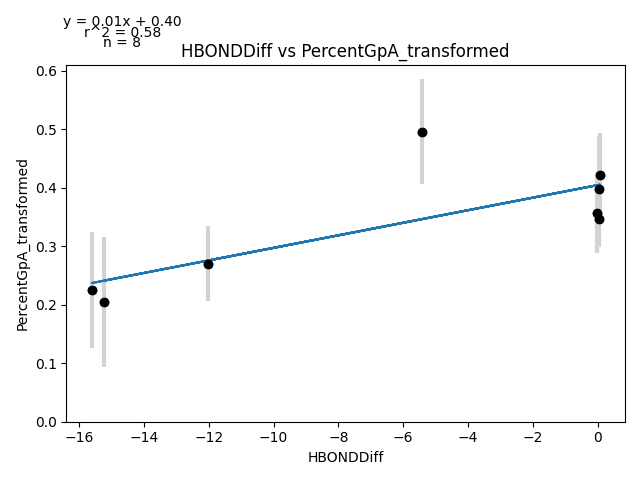 y = 0.01x + 0.40
r^2 = 0.58
n = 8
HBONDDiff vs PercentGpA_transformed
PercentGpA_transformed
0.6
0.5
0.4
0.3
0.2
0.1
0.0
−16 −14 −12 −10 −8 −6 −4 −2 0
HBONDDiff